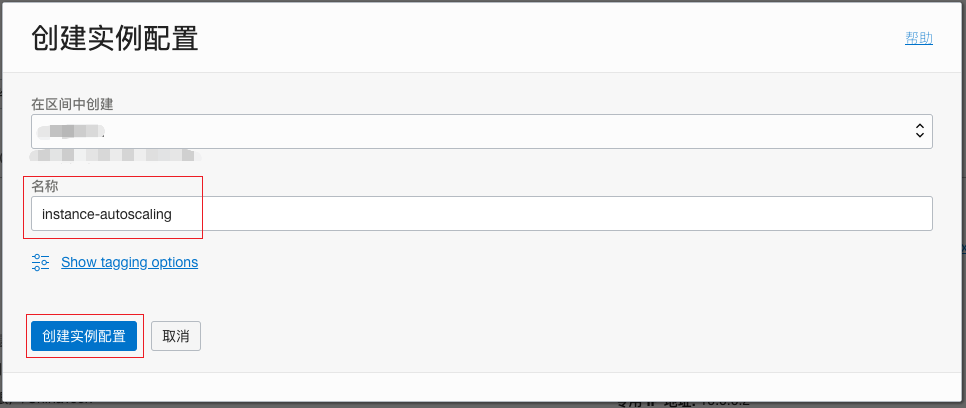 创建实例配置
帮助
在区间中创建
名称
instance-autoscaling
Show tagging options
创建实例配置
取消